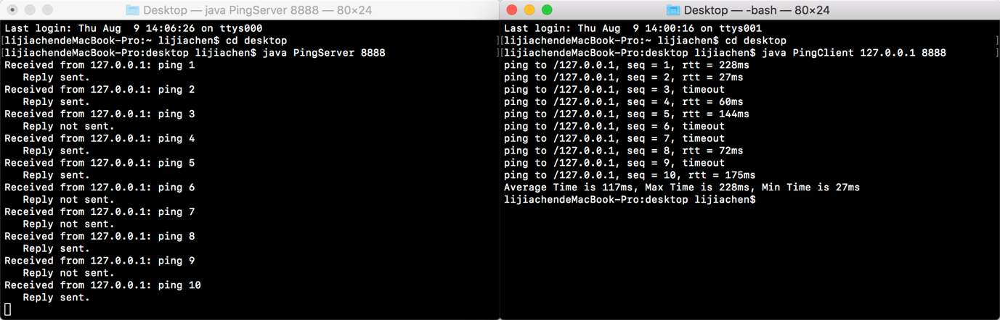 Desktop — java PingServer 8888 — 80×24
Last login: Thu Aug  9 14:06:26 on ttys000
[lijiachendeMacBook-Pro:~ lijiachen$ cd desktop ]
[lijiachendeMacBook-Pro:desktop lijiachen$ java PingServer 8888 ]
Received from 127.0.0.1: ping 1
   Reply sent.
Received from 127.0.0.1: ping 2
   Reply sent.
Received from 127.0.0.1: ping 3
   Reply not sent.
Received from 127.0.0.1: ping 4
   Reply sent.
Received from 127.0.0.1: ping 5
   Reply sent.
Received from 127.0.0.1: ping 6
   Reply not sent.
Received from 127.0.0.1: ping 7
   Reply not sent.
Received from 127.0.0.1: ping 8
   Reply sent.
Received from 127.0.0.1: ping 9
   Reply not sent.
Received from 127.0.0.1: ping 10
   Reply sent.
Desktop — -bash — 80×24
Last login: Thu Aug  9 14:00:16 on ttys001
[lijiachendeMacBook-Pro:~ lijiachen$ cd desktop ]
[lijiachendeMacBook-Pro:desktop lijiachen$ java PingClient 127.0.0.1 8888 ]
ping to /127.0.0.1, seq = 1, rtt = 228ms
ping to /127.0.0.1, seq = 2, rtt = 27ms
ping to /127.0.0.1, seq = 3, timeout
ping to /127.0.0.1, seq = 4, rtt = 60ms
ping to /127.0.0.1, seq = 5, rtt = 144ms
ping to /127.0.0.1, seq = 6, timeout
ping to /127.0.0.1, seq = 7, timeout
ping to /127.0.0.1, seq = 8, rtt = 72ms
ping to /127.0.0.1, seq = 9, timeout
ping to /127.0.0.1, seq = 10, rtt = 175ms
Average Time is 117ms, Max Time is 228ms, Min Time is 27ms
lijiachendeMacBook-Pro:desktop lijiachen$